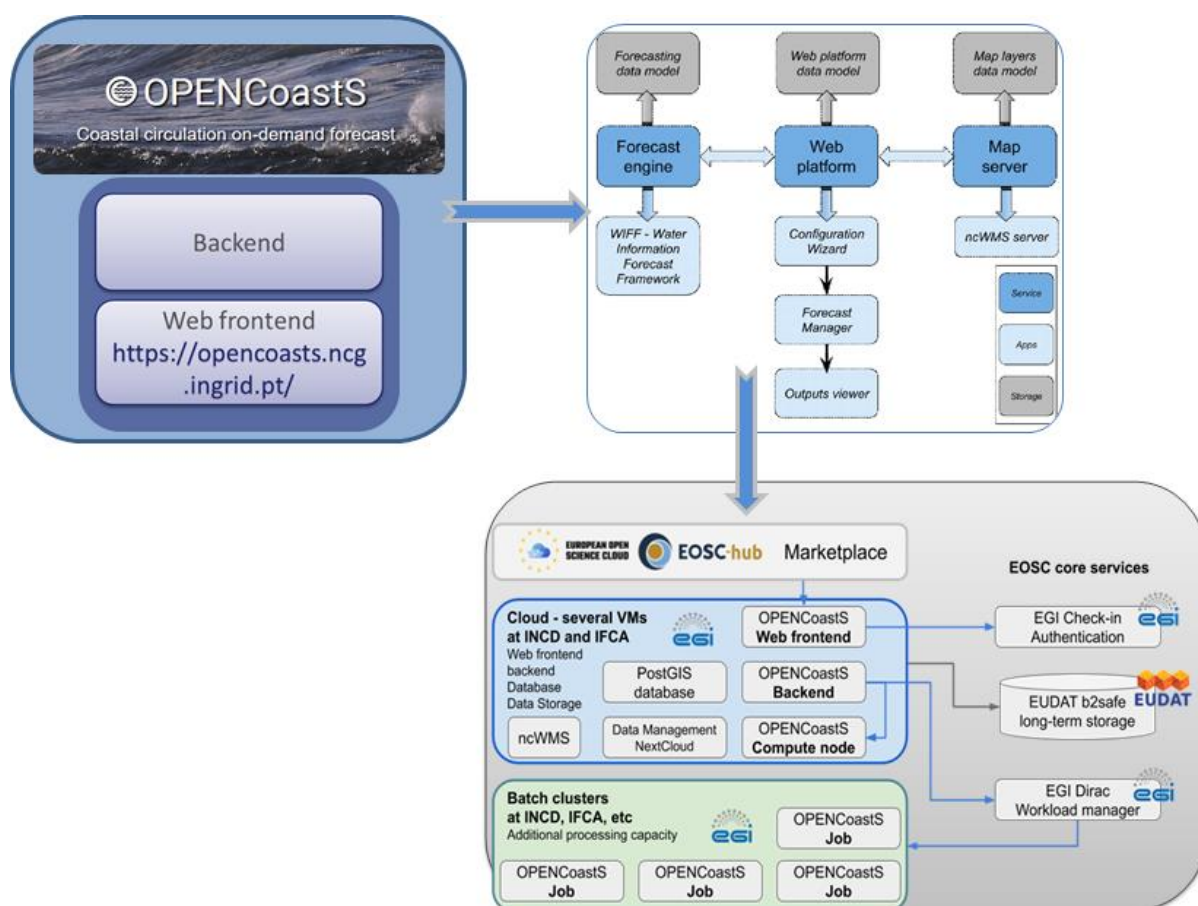 OPENCoastS
Coastal circulation on-demand forecast
Backend
Web frontend
https://opencoasts.ncg
.ingrid.pt/
Forecasting
data model
Web platform
data model
Map layers
data model
Forecast
engine
Web
platform
Map
server
WIFF - Water
Information
Forecast
Framework
Configuration
Wizard
ncWMS server
Forecast
Manager
Outputs viewer
Service
Apps
Storage
EUROPEAN OPEN
SCIENCE CLOUD
EOSC-hub
Marketplace
EOSC core services
Cloud - several VMs
at INCD and IFCA
Web frontend
backend
Database
Data Storage
egi
OPENCoastS
Web frontend
PostGIS
database
OPENCoastS
Backend
ncWMS
Data Management
NextCloud
OPENCoastS
Compute node
EGI Check-in
Authentication
egi
EUDAT b2safe
long-term storage
EUDAT
EGI Dirac
Workload manager
egi
Batch clusters
at INCD, IFCA, etc
Additional processing capacity
egi
OPENCoastS
Job
OPENCoastS
Job
OPENCoastS
Job
OPENCoastS
Job